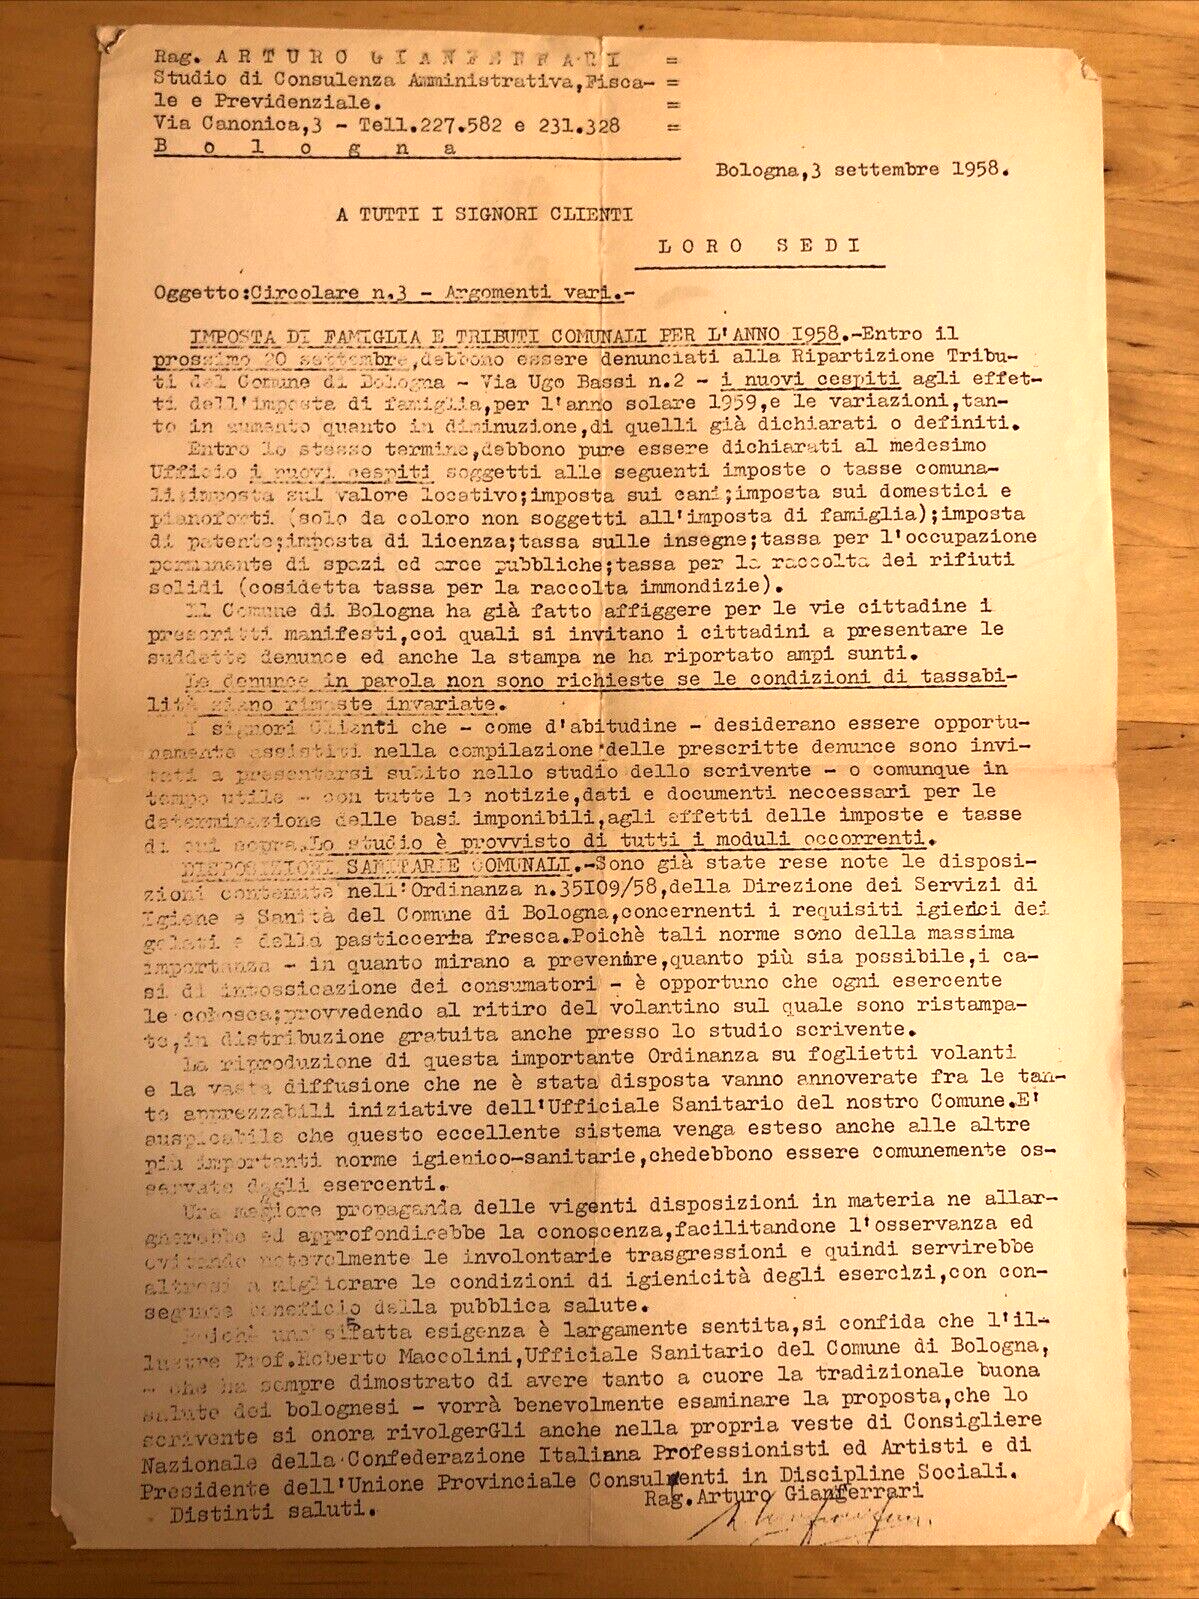 Rag. A R T U R O  G I A N F E R R A R I =
Studio di Consulenza Amministrativa,Fisca- =
le e Previdenziale. =
Via Canonica,3 - Tell.227.582 e 231.328 =
B o l o g n a
Bologna,3 settembre 1958.
A TUTTI I SIGNORI CLIENTI
L O R O  S E D I
Oggetto:Circolare n.3 - Argomenti vari.-
IMPOSTA DI FAMIGLIA E TRIBUTI COMUNALI PER L'ANNO 1958.-Entro il
prossimo 20 settembre,debbono essere denunciati alla Ripartizione Tribu-
ti del Comune di Bologna - Via Ugo Bassi n.2 - i nuovi cespiti agli effet-
ti dell'imposta di famiglia,per l'anno solare 1959,e le variazioni,tan-
to in aumento quanto in diminuzione,di quelli già dichiarati o definiti.
Entro lo stesso termine,debbono pure essere dichiarati al medesimo
Ufficio i nuovi cespiti soggetti alle seguenti imposte o tasse comuna-
li:imposta sul valore locativo;imposta sui cani;imposta sui domestici e
pianoforti (solo da coloro non soggetti all'imposta di famiglia);imposta
di patente;imposta di licenza;tassa sulle insegne;tassa per l'occupazione
permanente di spazi ed aree pubbliche;tassa per la raccolta dei rifiuti
solidi (cosidetta tassa per la raccolta immondizie).
Il Comune di Bologna ha già fatto affiggere per le vie cittadine i
prescritti manifesti,coi quali si invitano i cittadini a presentare le
suddette denunce ed anche la stampa ne ha riportato ampi sunti.
Le denunce in parola non sono richieste se le condizioni di tassabi-
lità siano rimaste invariate.
I signori Clienti che - come d'abitudine - desiderano essere opportu-
namente assistiti nella compilazione delle prescritte denunce sono invi-
tati a presentarsi subito nello studio dello scrivente - o comunque in
tempo utile - con tutte le notizie,dati e documenti neccessari per le
determinazione delle basi imponibili,agli effetti delle imposte e tasse
di cui sopra.Lo studio è provvisto di tutti i moduli occorrenti.
DISPOSIZIONI SANITARIE COMUNALI.-Sono già state rese note le disposi-
zioni contenute nell'Ordinanza n.35109/58,della Direzione dei Servizi di
Igiene e Sanità del Comune di Bologna,concernenti i requisiti igienici dei
gelati e della pasticceria fresca.Poichè tali norme sono della massima
importanza - in quanto mirano a prevenire,quanto più sia possibile,i ca-
si di intossicazione dei consumatori - è opportuno che ogni esercente
le conosca;provvedendo al ritiro del volantino sul quale sono ristampa-
te,in distribuzione gratuita anche presso lo studio scrivente.
La riproduzione di questa importante Ordinanza su foglietti volanti
e la vasta diffusione che ne è stata disposta vanno annoverate fra le tan-
te apprezzabili iniziative dell'Ufficiale Sanitario del nostro Comune.E'
auspicabile che questo eccellente sistema venga esteso anche alle altre
più importanti norme igienico-sanitarie,chedebbono essere comunemente os-
servate dagli esercenti.
Una migliore propaganda delle vigenti disposizioni in materia ne allar-
gherebbe ed approfondirebbe la conoscenza,facilitandone l'osservanza ed
evitando notevolmente le involontarie trasgressioni e quindi servirebbe
altresì a migliorare le condizioni di igienicità degli esercizi,con con-
seguente beneficio della pubblica salute.
Poichè una siffatta esigenza è largamente sentita,si confida che l'il-
lustre Prof.Roberto Maccolini,Ufficiale Sanitario del Comune di Bologna,
- che ha sempre dimostrato di avere tanto a cuore la tradizionale buona
salute dei bolognesi - vorrà benevolmente esaminare la proposta,che lo
scrivente si onora rivolgerGli anche nella propria veste di Consigliere
Nazionale della Confederazione Italiana Professionisti ed Artisti e di
Presidente dell'Unione Provinciale Consulenti in Discipline Sociali.
Distinti saluti.
Rag.Arturo Gianferrari